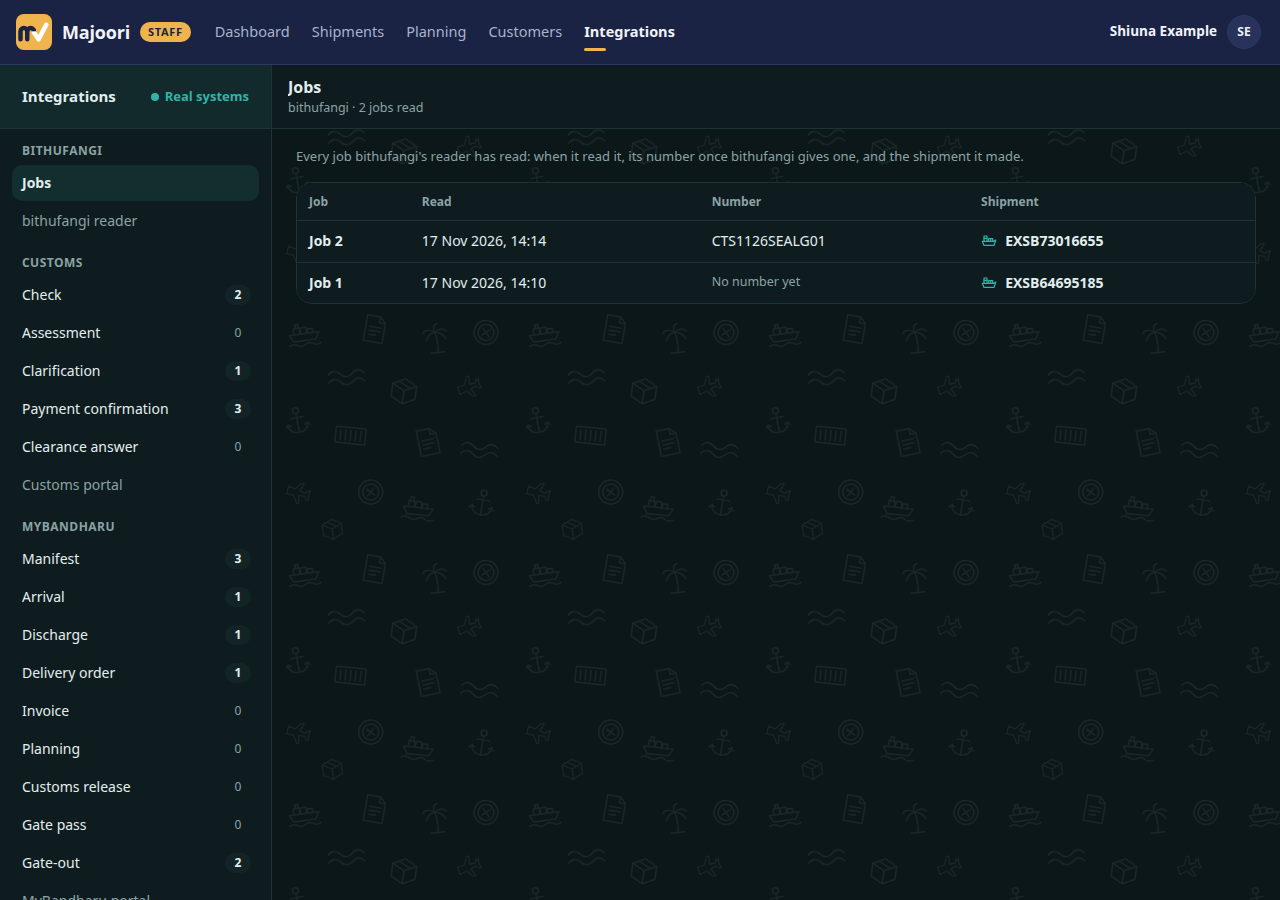 Majoori STAFF Dashboard Shipments Planning Customers Integrations Shiuna Example SE
Integrations Real systems
Jobs
bithufangi · 2 jobs read
BITHUFANGI
Jobs
bithufangi reader
CUSTOMS
Check 2
Assessment 0
Clarification 1
Payment confirmation 3
Clearance answer 0
Customs portal
MYBANDHARU
Manifest 3
Arrival 1
Discharge 1
Delivery order 1
Invoice 0
Planning 0
Customs release 0
Gate pass 0
Gate-out 2
MyBandharu portal
Every job bithufangi's reader has read: when it read it, its number once bithufangi gives one, and the shipment it made.
Job Read Number Shipment
Job 2 17 Nov 2026, 14:14 CTS1126SEALG01 EXSB73016655
Job 1 17 Nov 2026, 14:10 No number yet EXSB64695185